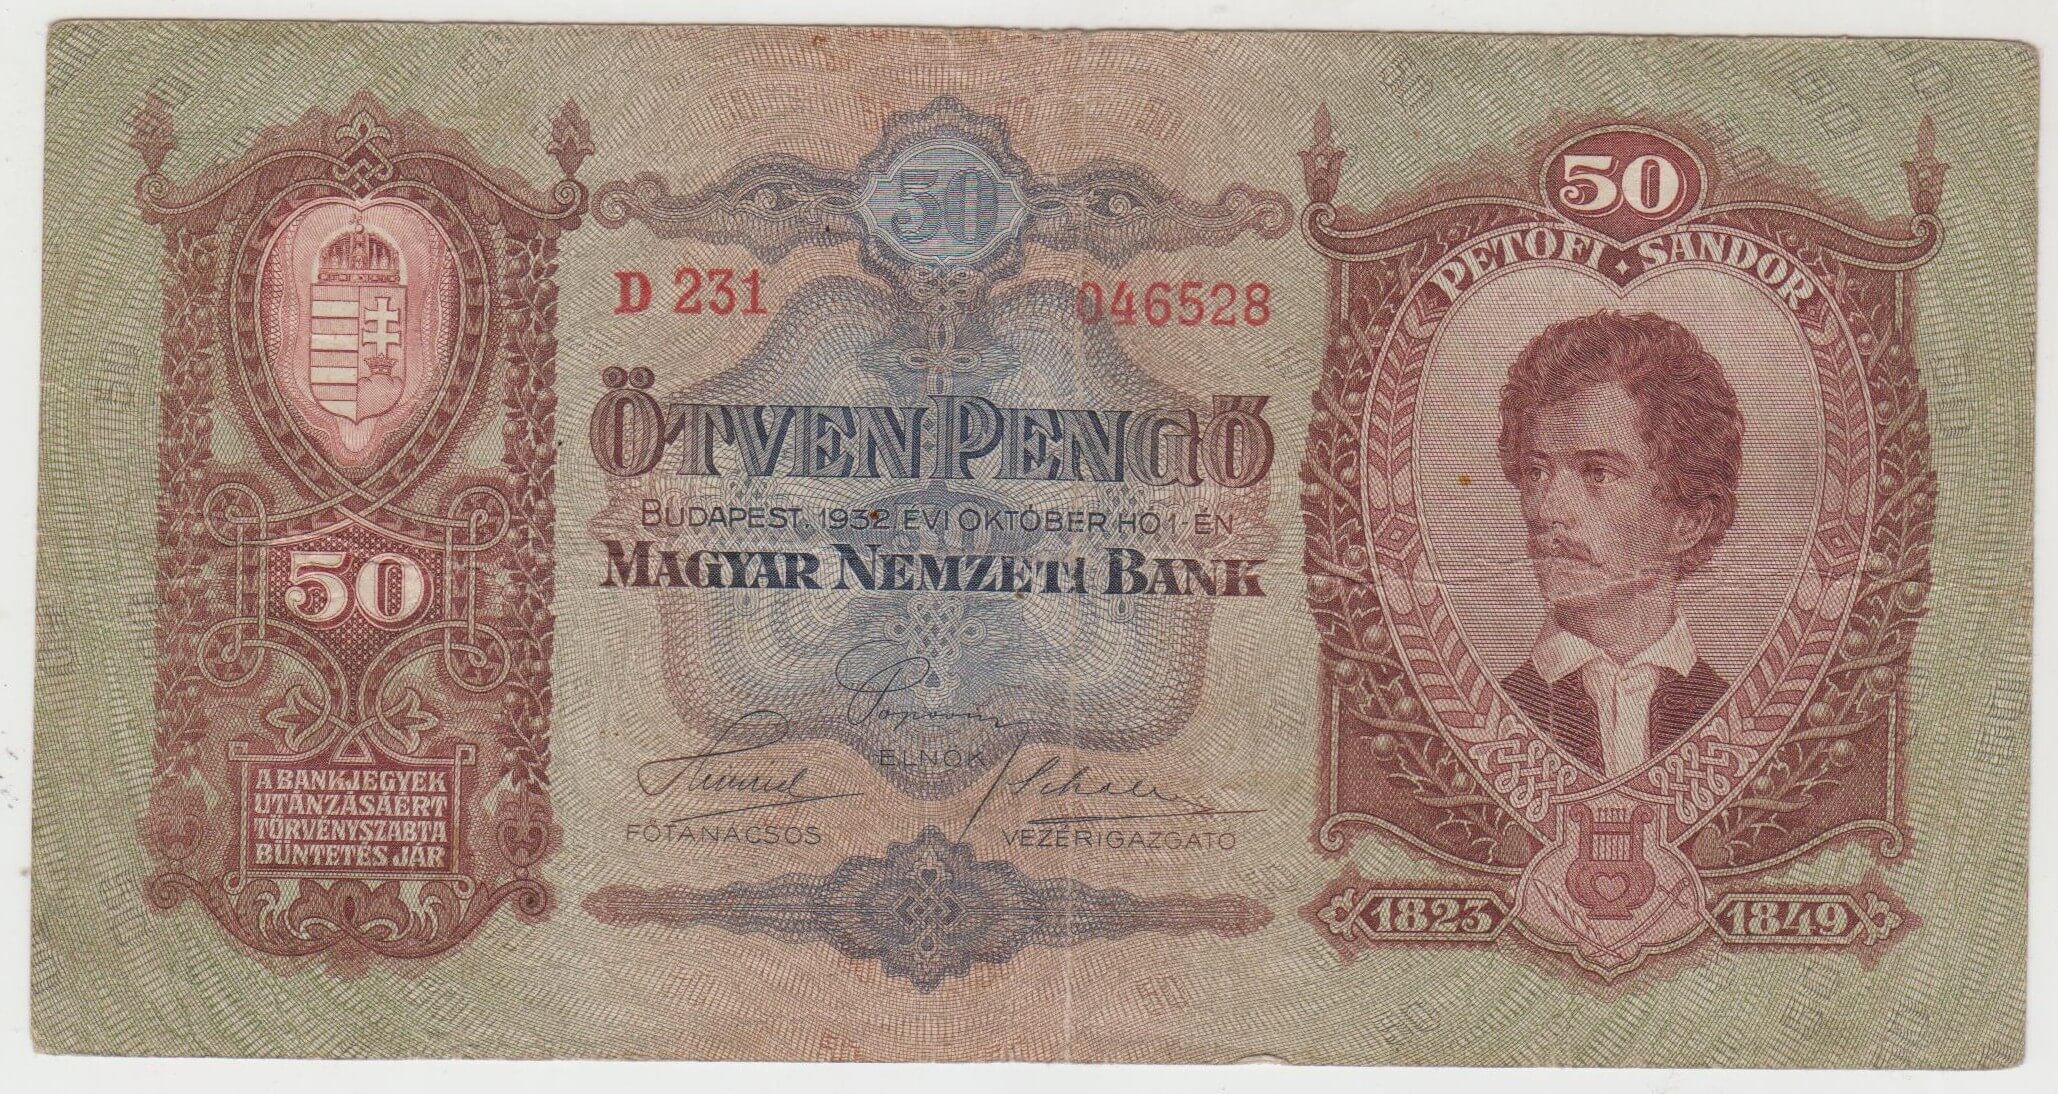 50
50
PETŐFI · SÁNDOR
D 231
046528
ÖTVEN PENGŐ
BUDAPEST, 1932 ÉVI OKTÓBER HÓ 1-ÉN
MAGYAR NEMZETI BANK
50
Popovics
ELNÖK
FŐTANÁCSOS
VEZÉRIGAZGATÓ
A BANKJEGYEK
UTÁNZÁSÁÉRT
TÖRVÉNYSZABTA
BÜNTETÉS JÁR
1823
1849